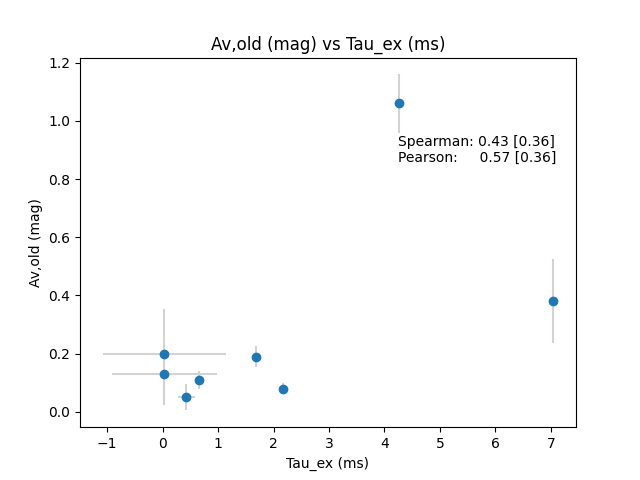 Av,old (mag) vs Tau_ex (ms)
1.2
1.0
0.8
0.6
0.4
0.2
0.0
Av,old (mag)
Spearman: 0.43 [0.36]
Pearson: 0.57 [0.36]
−1 0 1 2 3 4 5 6 7
Tau_ex (ms)